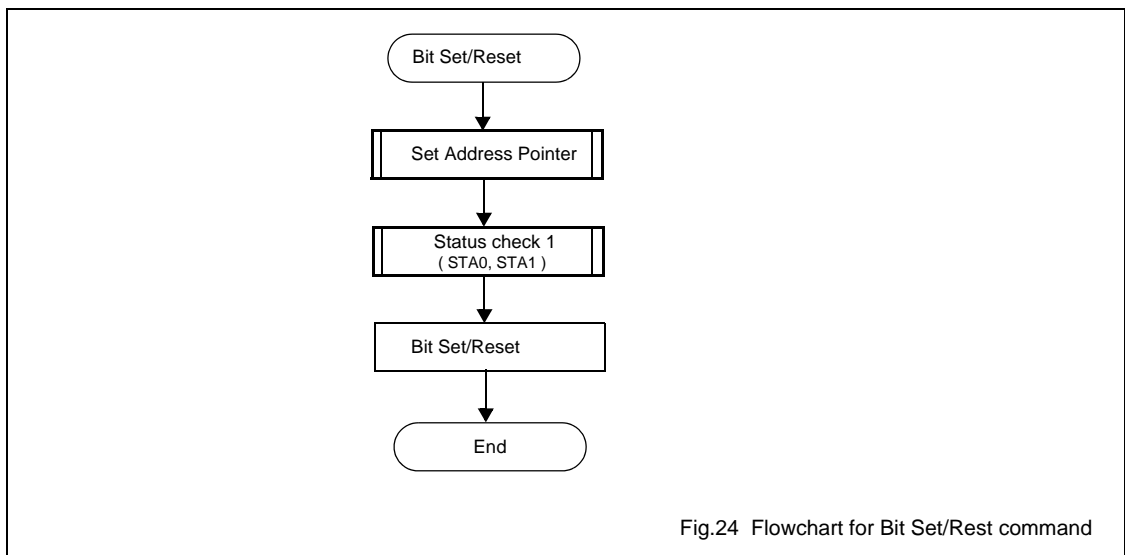 Bit Set/Reset
Set Address Pointer
Status check 1
( STA0, STA1 )
Bit Set/Reset
End
Fig.24 Flowchart for Bit Set/Rest command